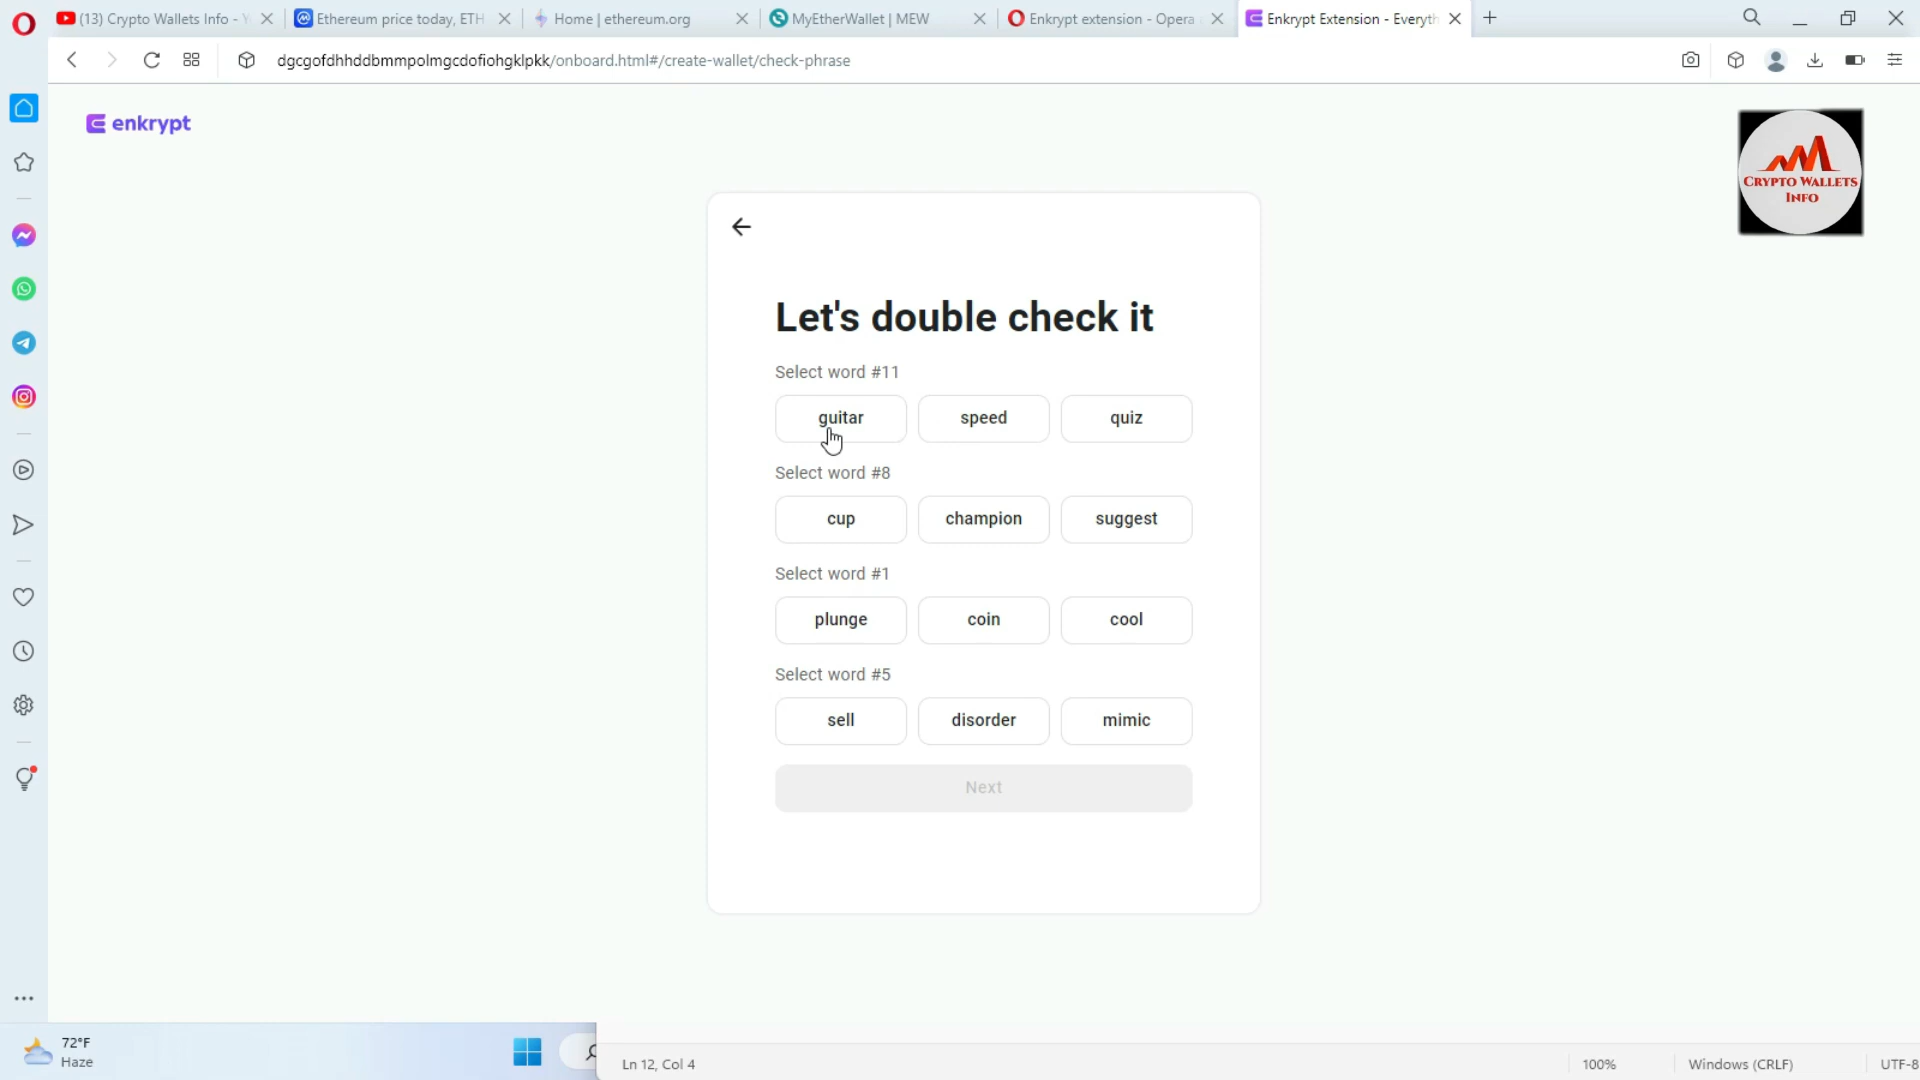 (13) Crypto Wallets Info - Y
Ethereum price today, ETH
Home | ethereum.org
MyEtherWallet | MEW
Enkrypt extension - Opera
Enkrypt Extension - Everyth
dgcgofdhhddbmmpolmgcdofiohgklpkk/onboard.html#/create-wallet/check-phrase
enkrypt
CRYPTO WALLETS
INFO
Let's double check it
Select word #11
guitar speed quiz
Select word #8
cup champion suggest
Select word #1
plunge coin cool
Select word #5
sell disorder mimic
Next
72°F
Haze
Ln 12, Col 4
100%
Windows (CRLF)
UTF-8